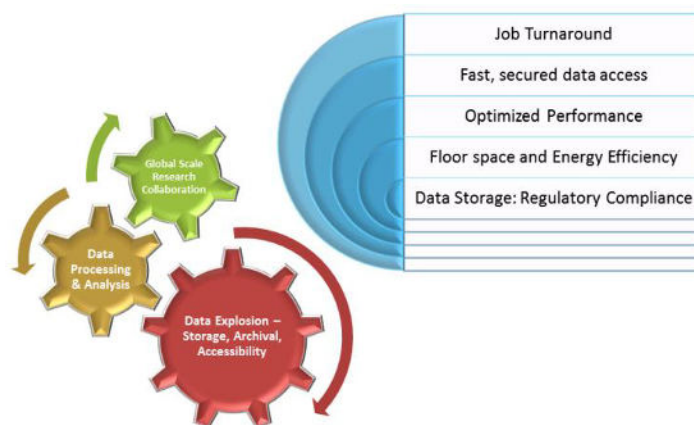 Job Turnaround
Fast, secured data access
Optimized Performance
Floor space and Energy Efficiency
Data Storage: Regulatory Compliance
Global Scale
Research
Collaboration
Data
Processing
& Analysis
Data Explosion –
Storage, Archival,
Accessibility